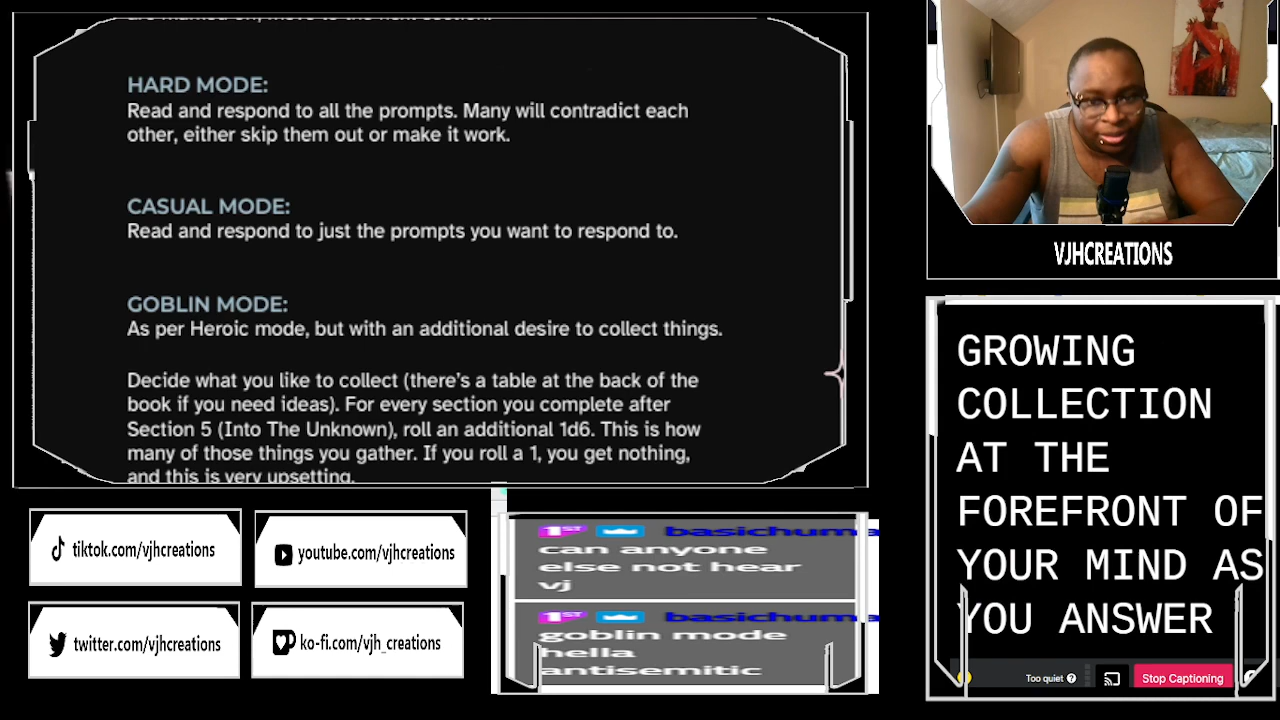 HARD MODE:
Read and respond to all the prompts. Many will contradict each
other, either skip them out or make it work.
CASUAL MODE:
Read and respond to just the prompts you want to respond to.
GOBLIN MODE:
As per Heroic mode, but with an additional desire to collect things.
Decide what you like to collect (there's a table at the back of the
book if you need ideas). For every section you complete after
Section 5 (Into The Unknown), roll an additional 1d6. This is how
many of those things you gather. If you roll a 1, you get nothing,
and this is very upsetting.
VJHCREATIONS
GROWING
COLLECTION
AT THE
FOREFRONT OF
YOUR MIND AS
YOU ANSWER
Too quiet
Stop Captioning
tiktok.com/vjhcreations
youtube.com/vjhcreations
twitter.com/vjhcreations
ko-fi.com/vjh_creations
1ST basichuma
can anyone
else not hear
vj
1ST basichuma
goblin mode
hella
antisemitic